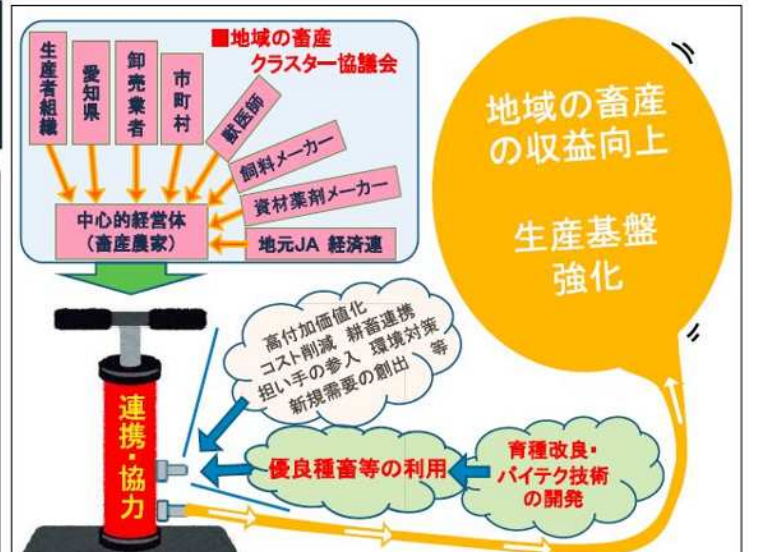 ■地域の畜産
クラスター協議会
生産者組織
愛知県
卸売業者
市町村
獣医師
飼料メーカー
資材薬剤メーカー
地元JA 経済連
中心的経営体
(畜産農家)
地域の畜産
の収益向上
生産基盤
強化
高付加価値化
コスト削減 耕畜連携
担い手の参入 環境対策
新規需要の創出 等
連携・協力
優良種畜等の利用
育種改良・
バイテク技術
の開発